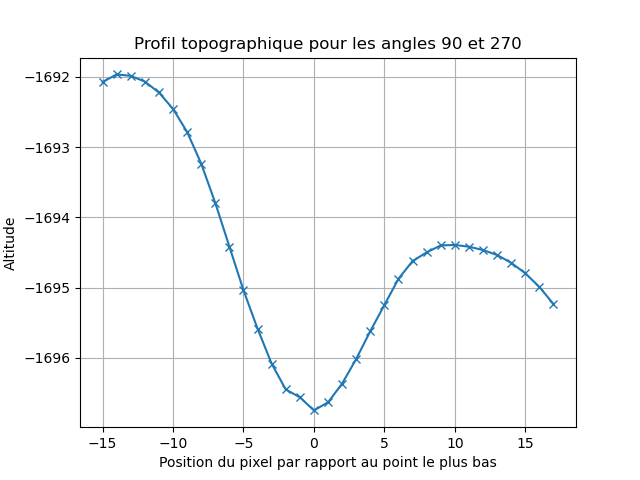 Profil topographique pour les angles 90 et 270
Altitude
−1692
−1693
−1694
−1695
−1696
−15 −10 −5 0 5 10 15
Position du pixel par rapport au point le plus bas